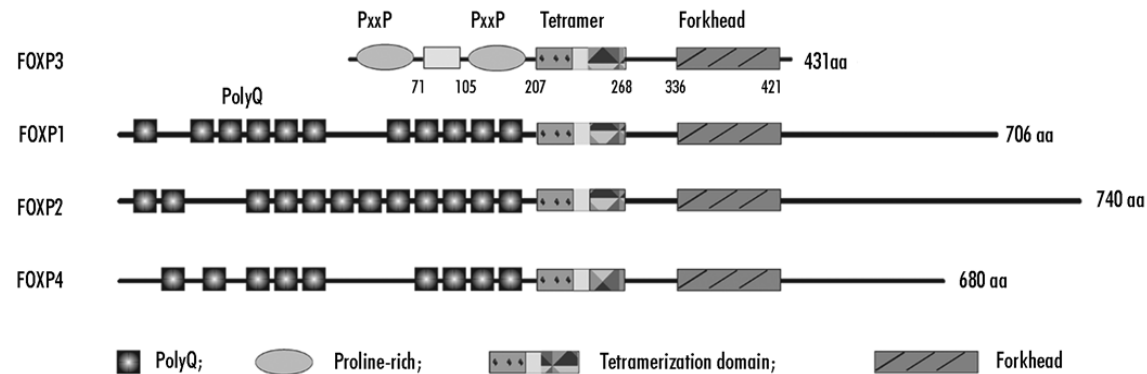 PxxP PxxP Tetramer Forkhead
FOXP3 431aa
71 105 207 268 336 421
PolyQ
FOXP1 706 aa
FOXP2 740 aa
FOXP4 680 aa
PolyQ; Proline-rich; Tetramerization domain; Forkhead